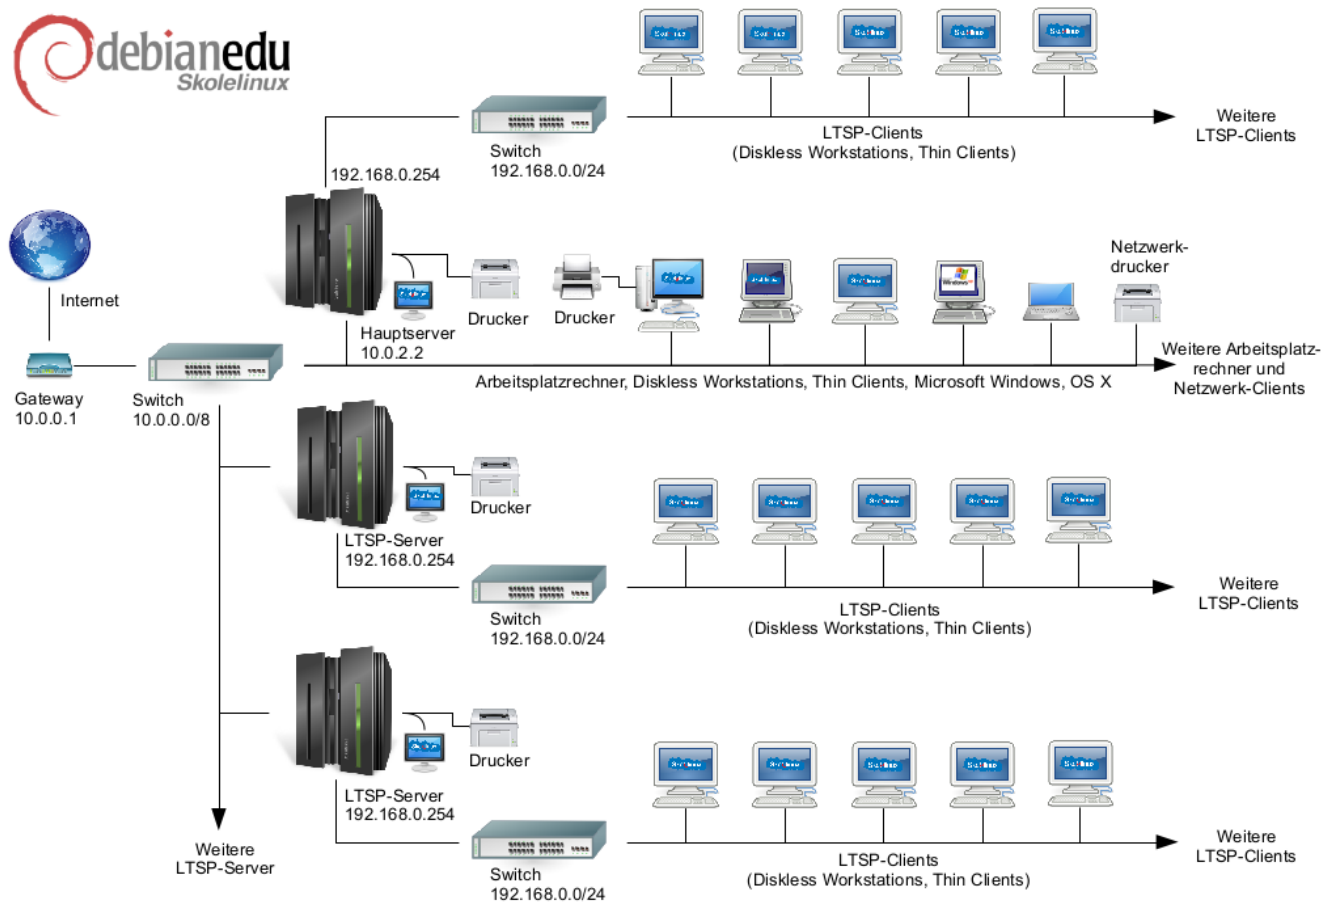 debianedu
Skolelinux
Switch
192.168.0.0/24
LTSP-Clients
(Diskless Workstations, Thin Clients)
Weitere
LTSP-Clients
192.168.0.254
Internet
Hauptserver
10.0.2.2
Drucker
Drucker
Windows
Netzwerk-
drucker
Gateway
10.0.0.1
Switch
10.0.0.0/8
Arbeitsplatzrechner, Diskless Workstations, Thin Clients, Microsoft Windows, OS X
Weitere Arbeitsplatz-
rechner und
Netzwerk-Clients
Drucker
LTSP-Server
192.168.0.254
Switch
192.168.0.0/24
LTSP-Clients
(Diskless Workstations, Thin Clients)
Weitere
LTSP-Clients
Drucker
LTSP-Server
192.168.0.254
Switch
192.168.0.0/24
LTSP-Clients
(Diskless Workstations, Thin Clients)
Weitere
LTSP-Clients
Weitere
LTSP-Server